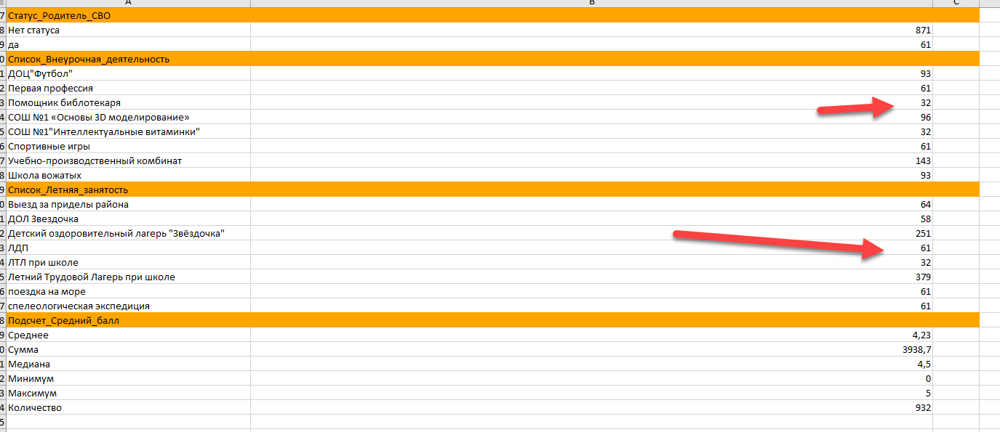 A B C
7 Статус_Родитель_СВО
8 Нет статуса 871
9 да 61
0 Список_Внеурочная_деятельность
1 ДОЦ"Футбол" 93
2 Первая профессия 61
3 Помощник библотекаря 32
4 СОШ №1 «Основы 3D моделирование» 96
5 СОШ №1"Интеллектуальные витаминки" 32
6 Спортивные игры 61
7 Учебно-производственный комбинат 143
8 Школа вожатых 93
9 Список_Летняя_занятость
0 Выезд за приделы района 64
1 ДОЛ Звездочка 58
2 Детский оздоровительный лагерь "Звёздочка" 251
3 ЛДП 61
4 ЛТЛ при школе 32
5 Летний Трудовой Лагерь при школе 379
6 поездка на море 61
7 спелеологическая экспедиция 61
8 Подсчет_Средний_балл
9 Среднее 4,23
0 Сумма 3938,7
1 Медиана 4,5
2 Минимум 0
3 Максимум 5
4 Количество 932
5